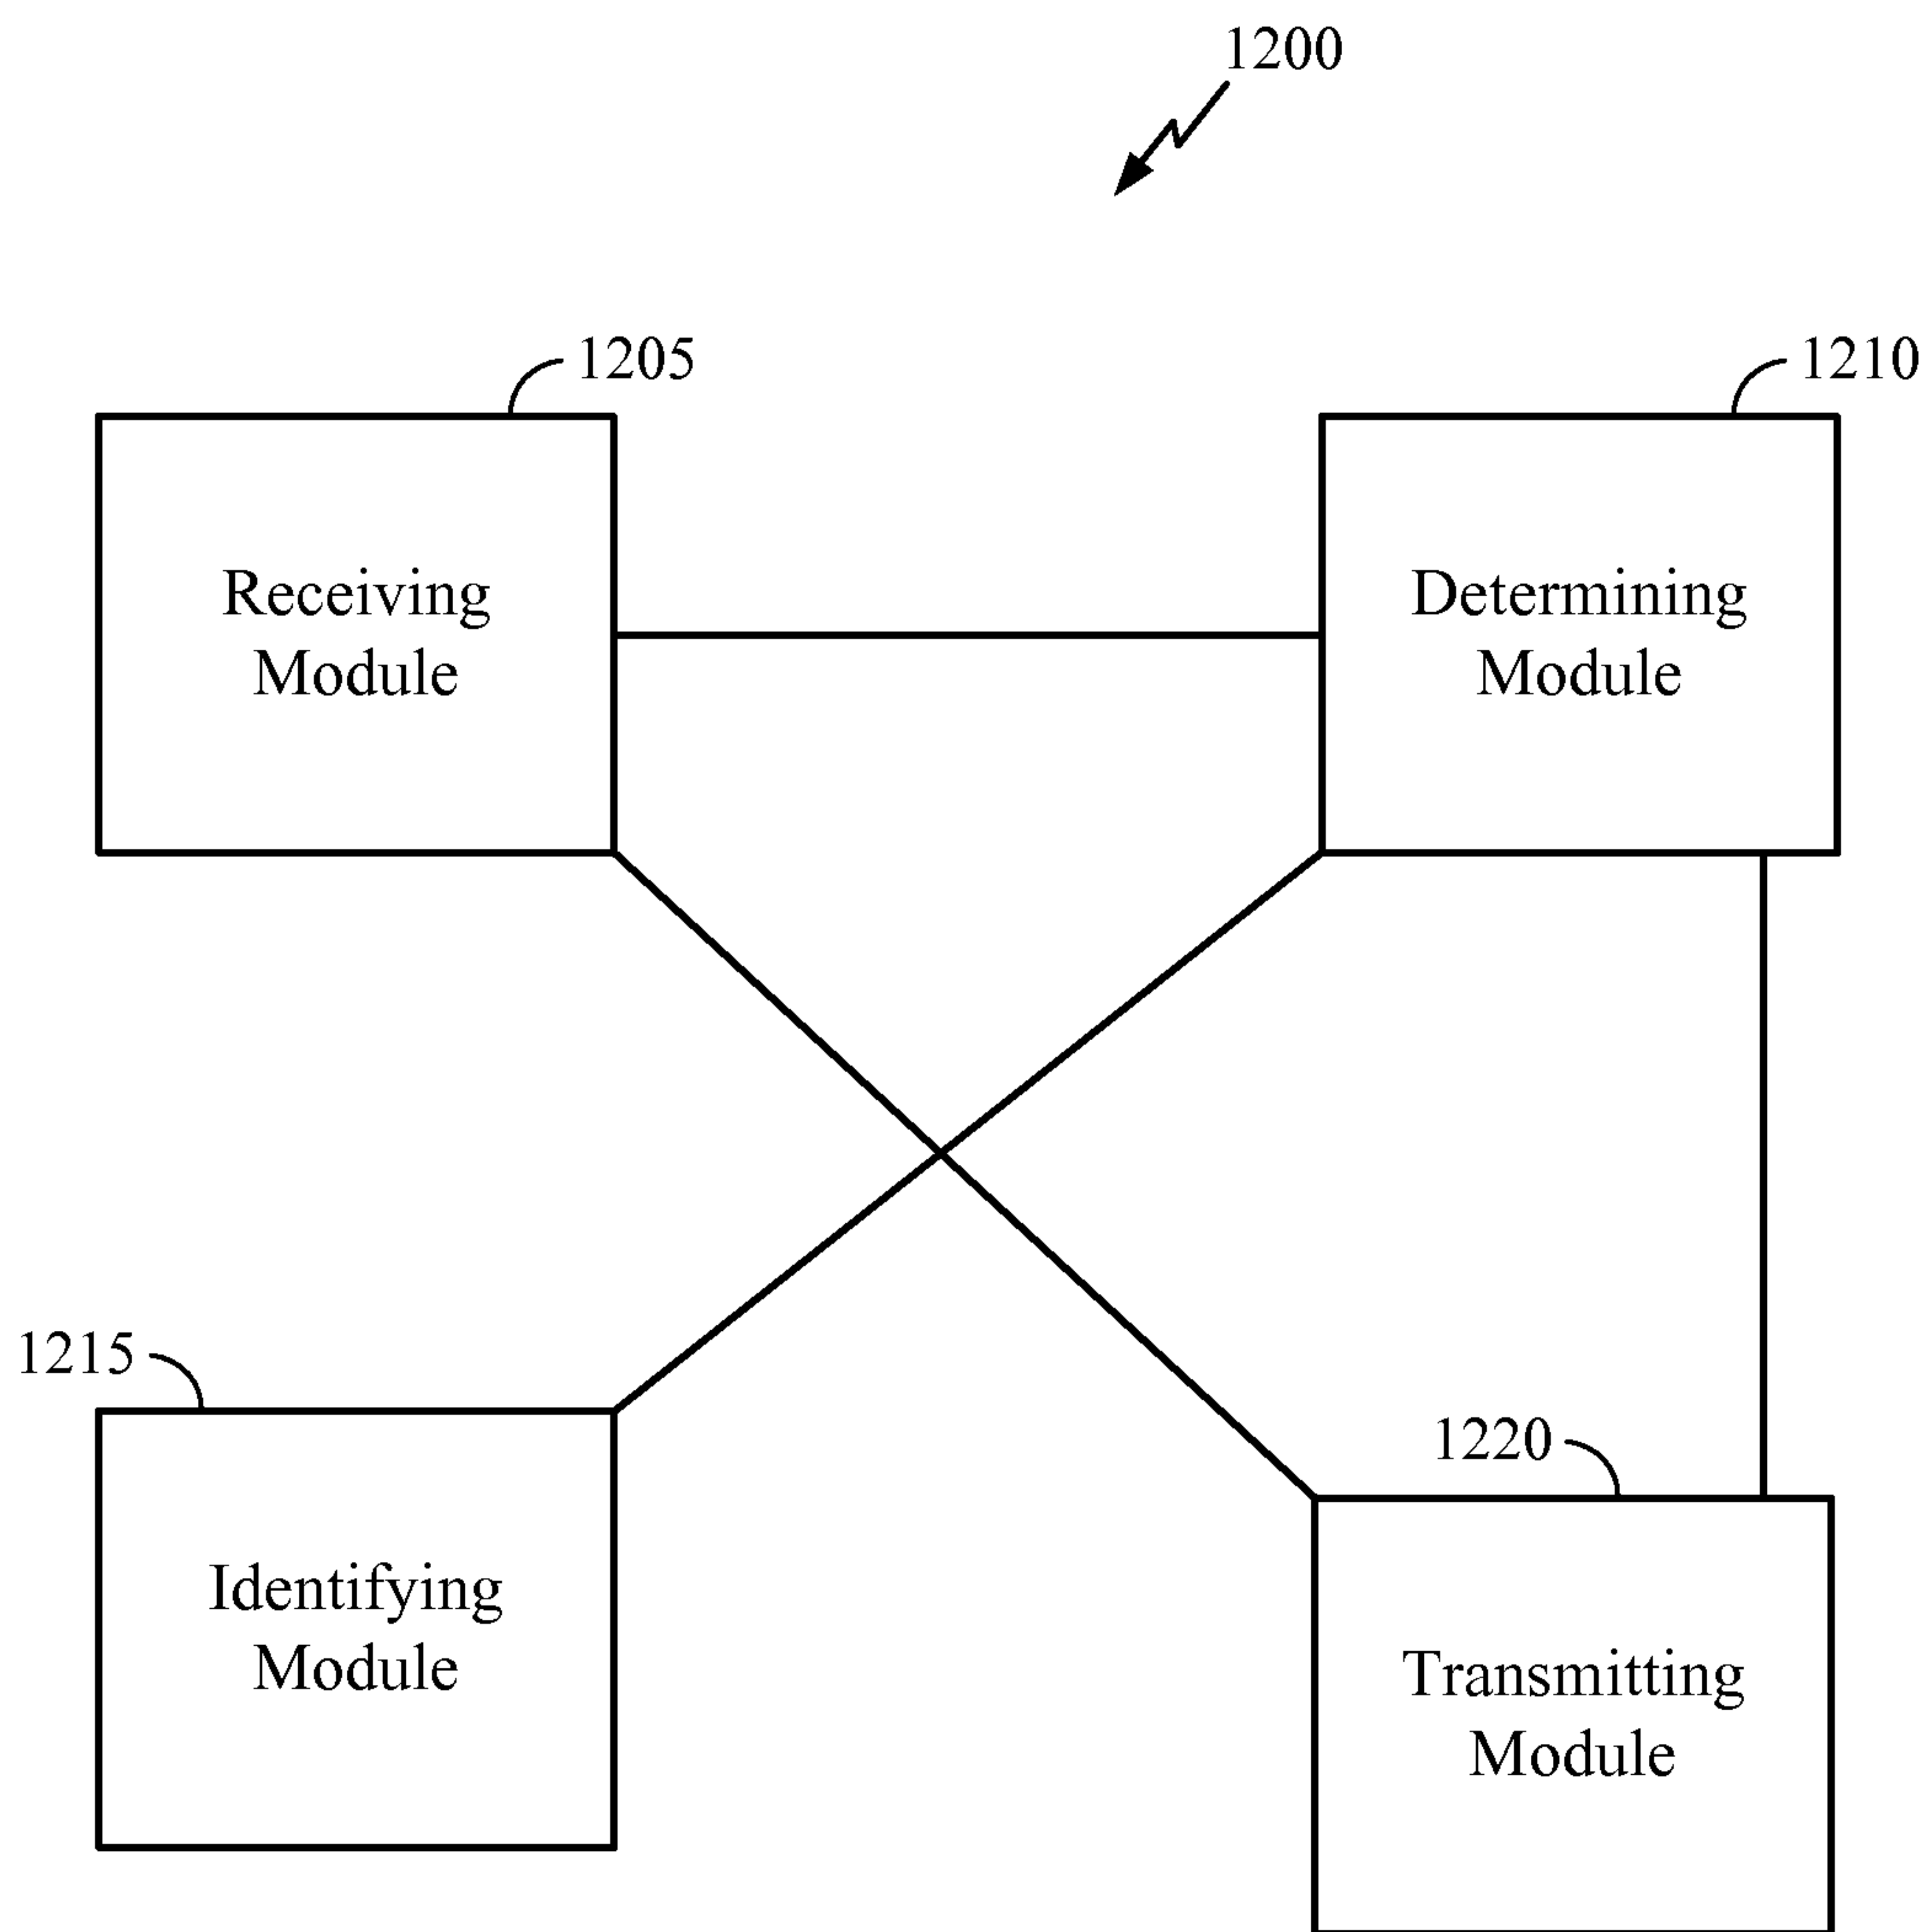 1200
1205
1210
Receiving
Module
Determining
Module
1215
1220
Identifying
Module
Transmitting
Module